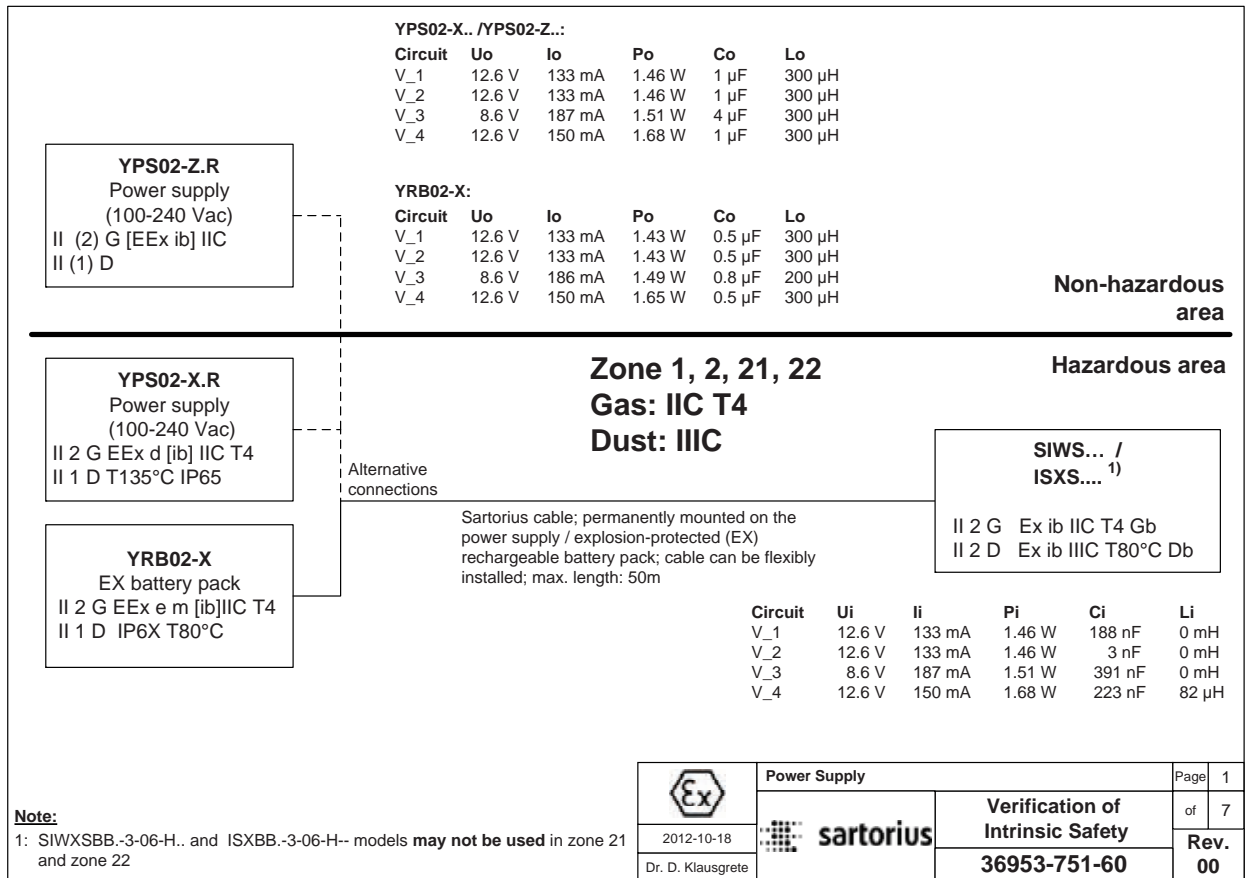 YPS02-X.. /YPS02-Z..:
Circuit Uo Io Po Co Lo
V_1 12.6 V 133 mA 1.46 W 1 µF 300 µH
V_2 12.6 V 133 mA 1.46 W 1 µF 300 µH
V_3 8.6 V 187 mA 1.51 W 4 µF 300 µH
V_4 12.6 V 150 mA 1.68 W 1 µF 300 µH
YPS02-Z.R
Power supply
(100-240 Vac)
II (2) G [EEx ib] IIC
II (1) D
YRB02-X:
Circuit Uo Io Po Co Lo
V_1 12.6 V 133 mA 1.43 W 0.5 µF 300 µH
V_2 12.6 V 133 mA 1.43 W 0.5 µF 300 µH
V_3 8.6 V 186 mA 1.49 W 0.8 µF 200 µH
V_4 12.6 V 150 mA 1.65 W 0.5 µF 300 µH
Non-hazardous
area
Hazardous area
Zone 1, 2, 21, 22
Gas: IIC T4
Dust: IIIC
YPS02-X.R
Power supply
(100-240 Vac)
II 2 G EEx d [ib] IIC T4
II 1 D T135°C IP65
Alternative
connections
YRB02-X
EX battery pack
II 2 G EEx e m [ib]IIC T4
II 1 D IP6X T80°C
Sartorius cable; permanently mounted on the
power supply / explosion-protected (EX)
rechargeable battery pack; cable can be flexibly
installed; max. length: 50m
SIWS… /
ISXS.... 1)
II 2 G Ex ib IIC T4 Gb
II 2 D Ex ib IIIC T80°C Db
Circuit Ui Ii Pi Ci Li
V_1 12.6 V 133 mA 1.46 W 188 nF 0 mH
V_2 12.6 V 133 mA 1.46 W 3 nF 0 mH
V_3 8.6 V 187 mA 1.51 W 391 nF 0 mH
V_4 12.6 V 150 mA 1.68 W 223 nF 82 µH
Note:
1: SIWXSBB.-3-06-H.. and ISXBB.-3-06-H-- models may not be used in zone 21
and zone 22
Ex
2012-10-18
Dr. D. Klausgrete
Power Supply
sartorius
Verification of
Intrinsic Safety
36953-751-60
Page 1
of 7
Rev.
00